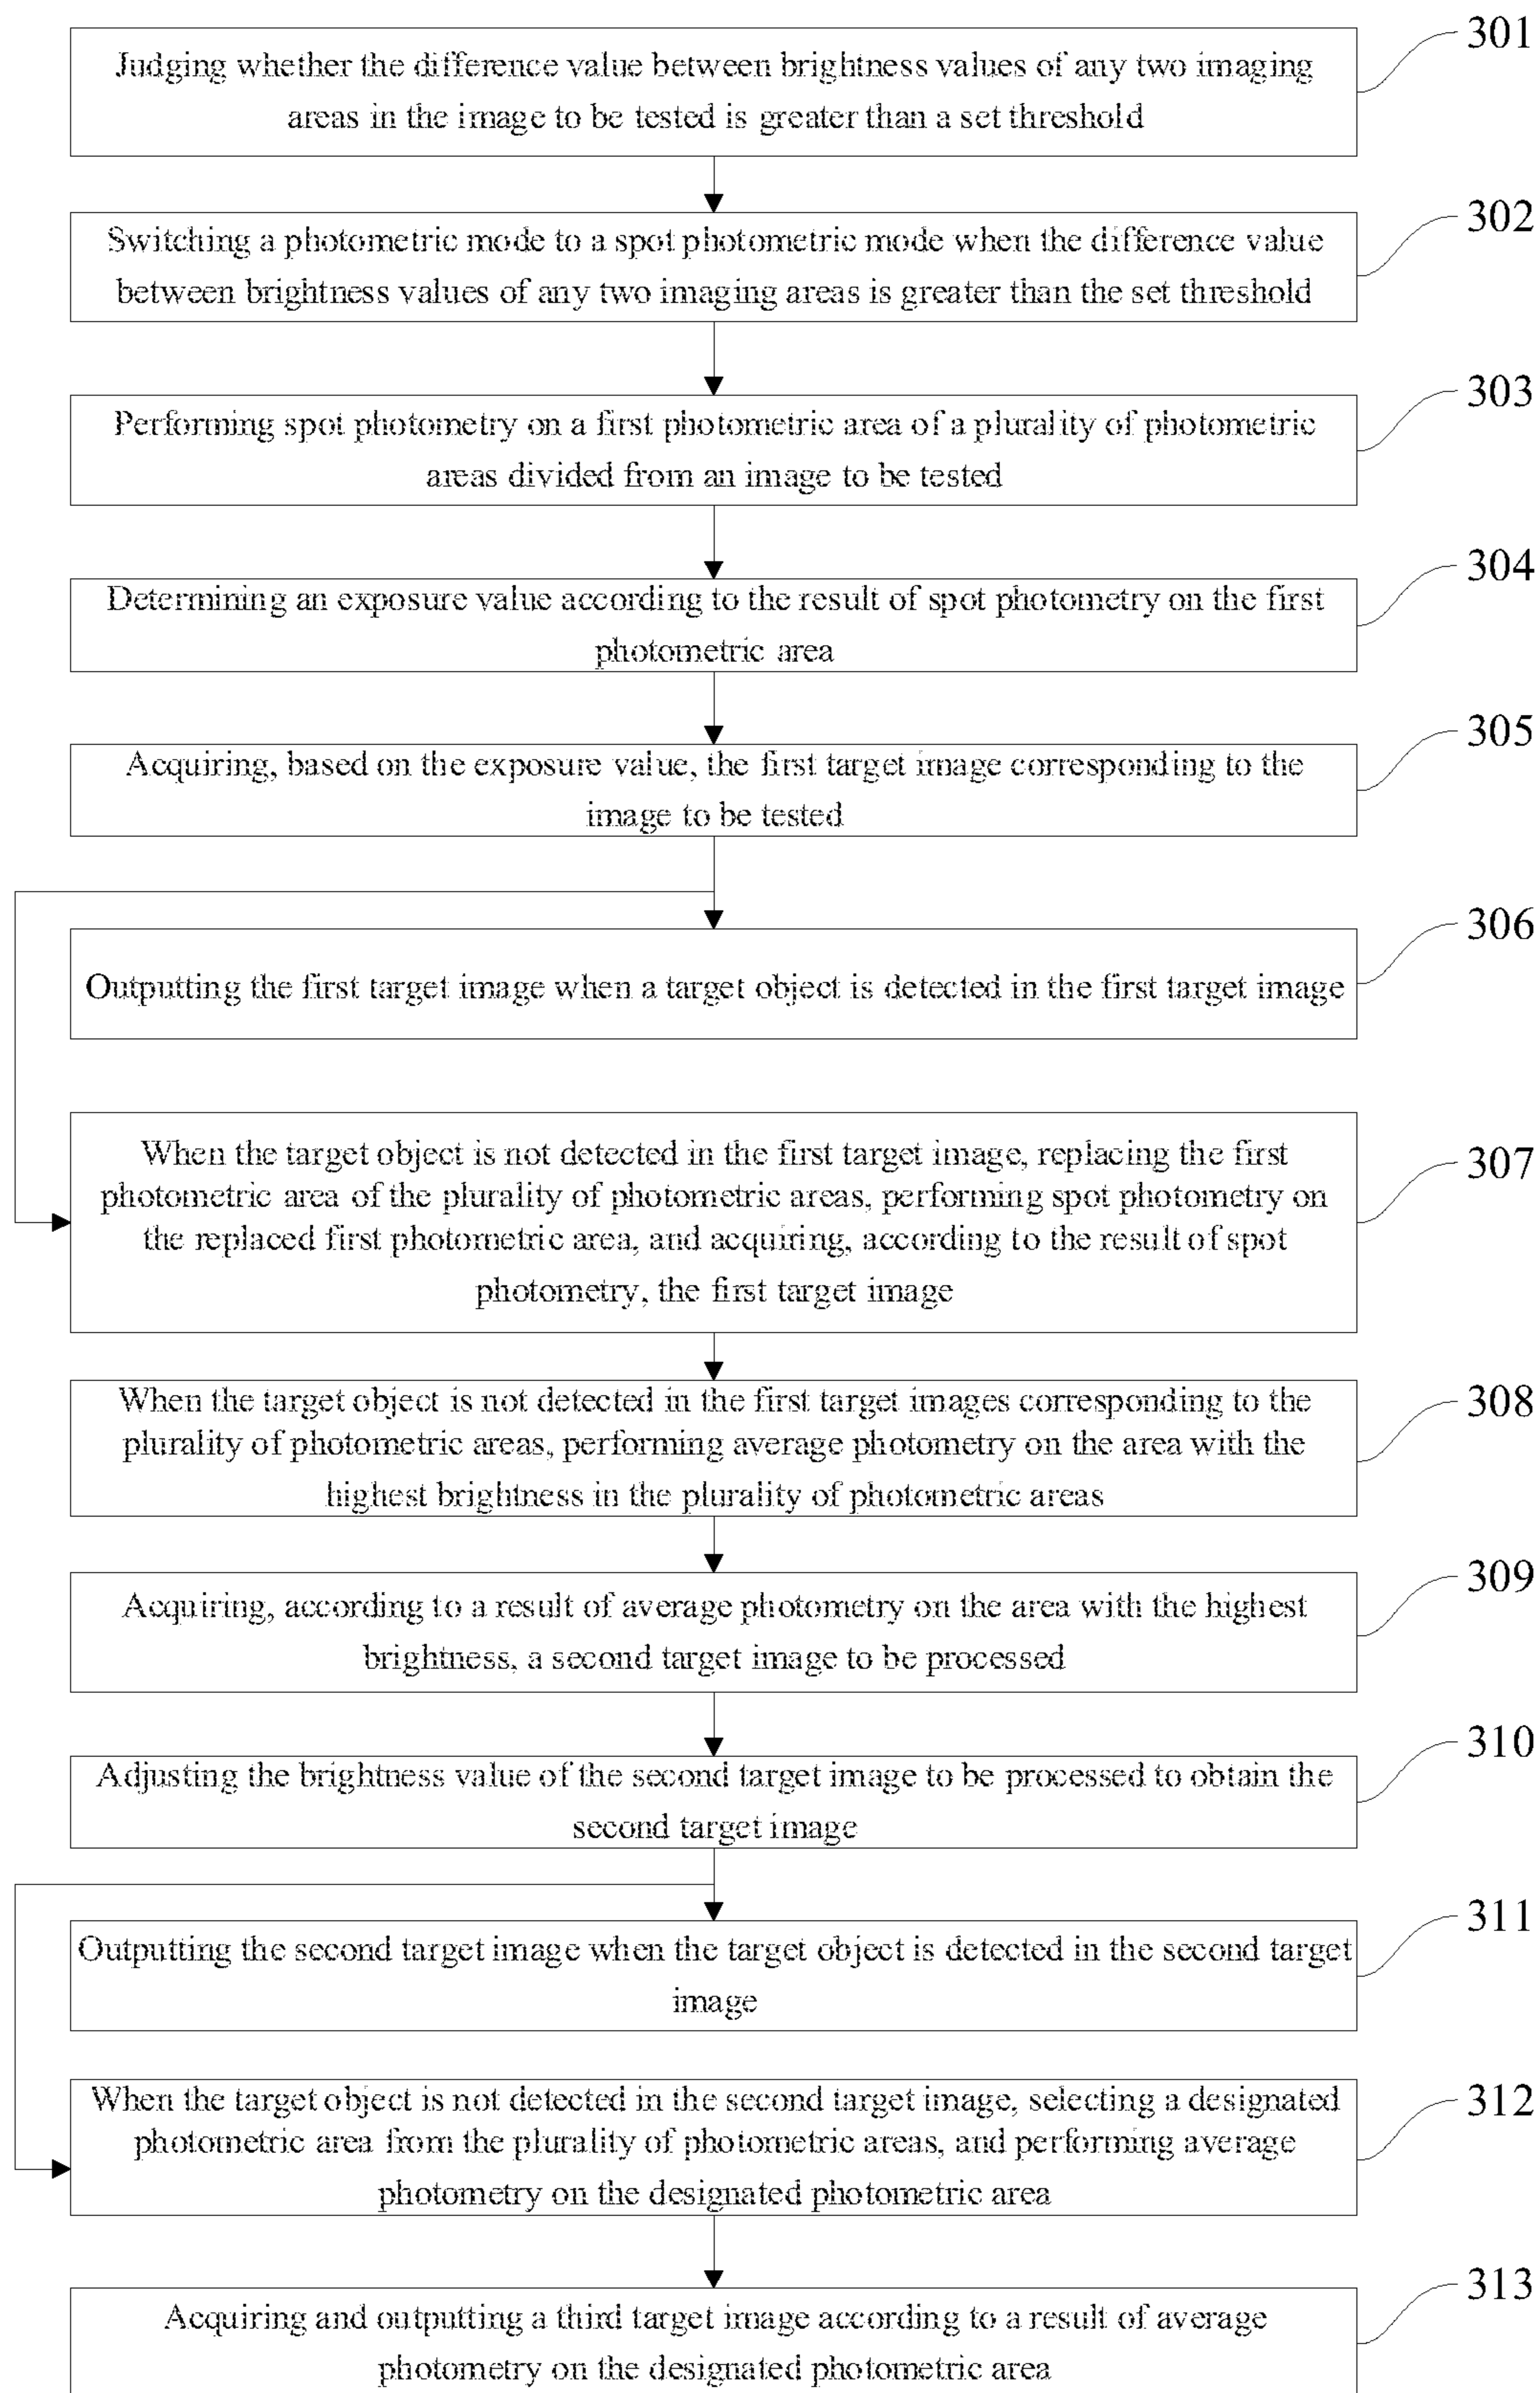 301
Judging whether the difference value between brightness values of any two imaging
areas in the image to be tested is greater than a set threshold
302
Switching a photometric mode to a spot photometric mode when the difference value
between brightness values of any two imaging areas is greater than the set threshold
303
Performing spot photometry on a first photometric area of a plurality of photometric
areas divided from an image to be tested
304
Determining an exposure value according to the result of spot photometry on the first
photometric area
305
Acquiring, based on the exposure value, the first target image corresponding to the
image to be tested
306
Outputting the first target image when a target object is detected in the first target image
307
When the target object is not detected in the first target image, replacing the first
photometric area of the plurality of photometric areas, performing spot photometry on
the replaced first photometric area, and acquiring, according to the result of spot
photometry, the first target image
308
When the target object is not detected in the first target images corresponding to the
plurality of photometric areas, performing average photometry on the area with the
highest brightness in the plurality of photometric areas
309
Acquiring, according to a result of average photometry on the area with the highest
brightness, a second target image to be processed
310
Adjusting the brightness value of the second target image to be processed to obtain the
second target image
311
Outputting the second target image when the target object is detected in the second target
image
312
When the target object is not detected in the second target image, selecting a designated
photometric area from the plurality of photometric areas, and performing average
photometry on the designated photometric area
313
Acquiring and outputting a third target image according to a result of average
photometry on the designated photometric area